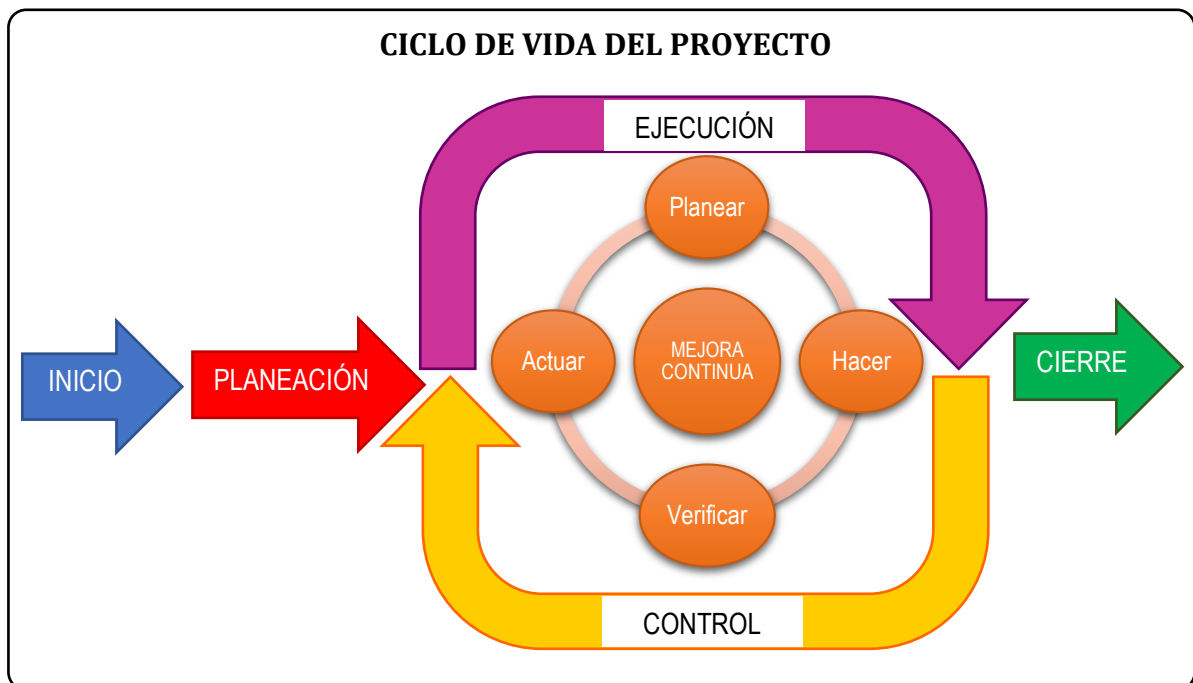 CICLO DE VIDA DEL PROYECTO
EJECUCIÓN
Planear
INICIO
PLANEACIÓN
Actuar
MEJORA
CONTINUA
Hacer
CIERRE
Verificar
CONTROL